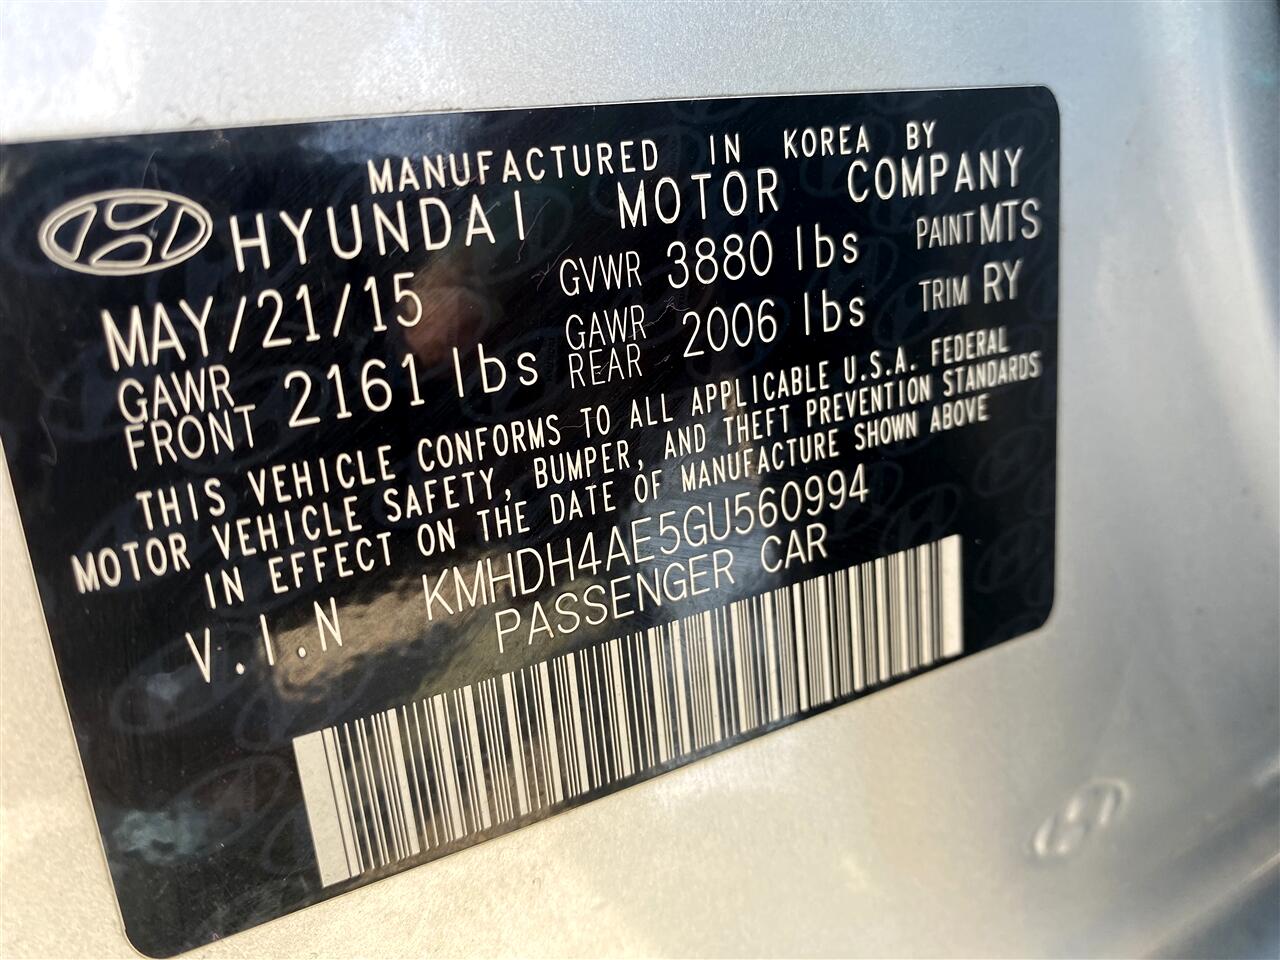 MANUFACTURED IN KOREA BY
HYUNDAI MOTOR COMPANY
MAY/21/15 GVWR 3880 lbs PAINT MTS
GAWR FRONT 2161 lbs GAWR REAR 2006 lbs TRIM RY
THIS VEHICLE CONFORMS TO ALL APPLICABLE U.S.A. FEDERAL
MOTOR VEHICLE SAFETY, BUMPER, AND THEFT PREVENTION STANDARDS
IN EFFECT ON THE DATE OF MANUFACTURE SHOWN ABOVE
V.I.N KMHDH4AE5GU560994
PASSENGER CAR